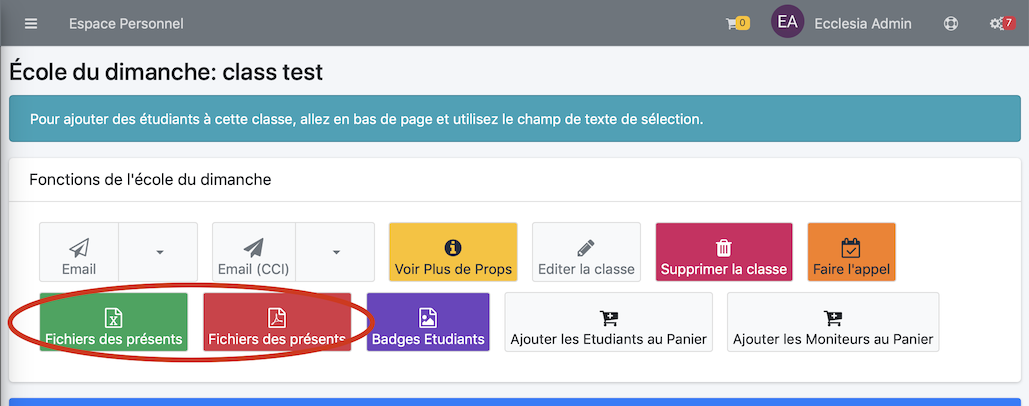 Espace Personnel
0
EA
Ecclesia Admin
7
École du dimanche: class test
Pour ajouter des étudiants à cette classe, allez en bas de page et utilisez le champ de texte de sélection.
Fonctions de l'école du dimanche
Email
Email (CCI)
Voir Plus de Props
Editer la classe
Supprimer la classe
Faire l'appel
Fichiers des présents
Fichiers des présents
Badges Etudiants
Ajouter les Etudiants au Panier
Ajouter les Moniteurs au Panier